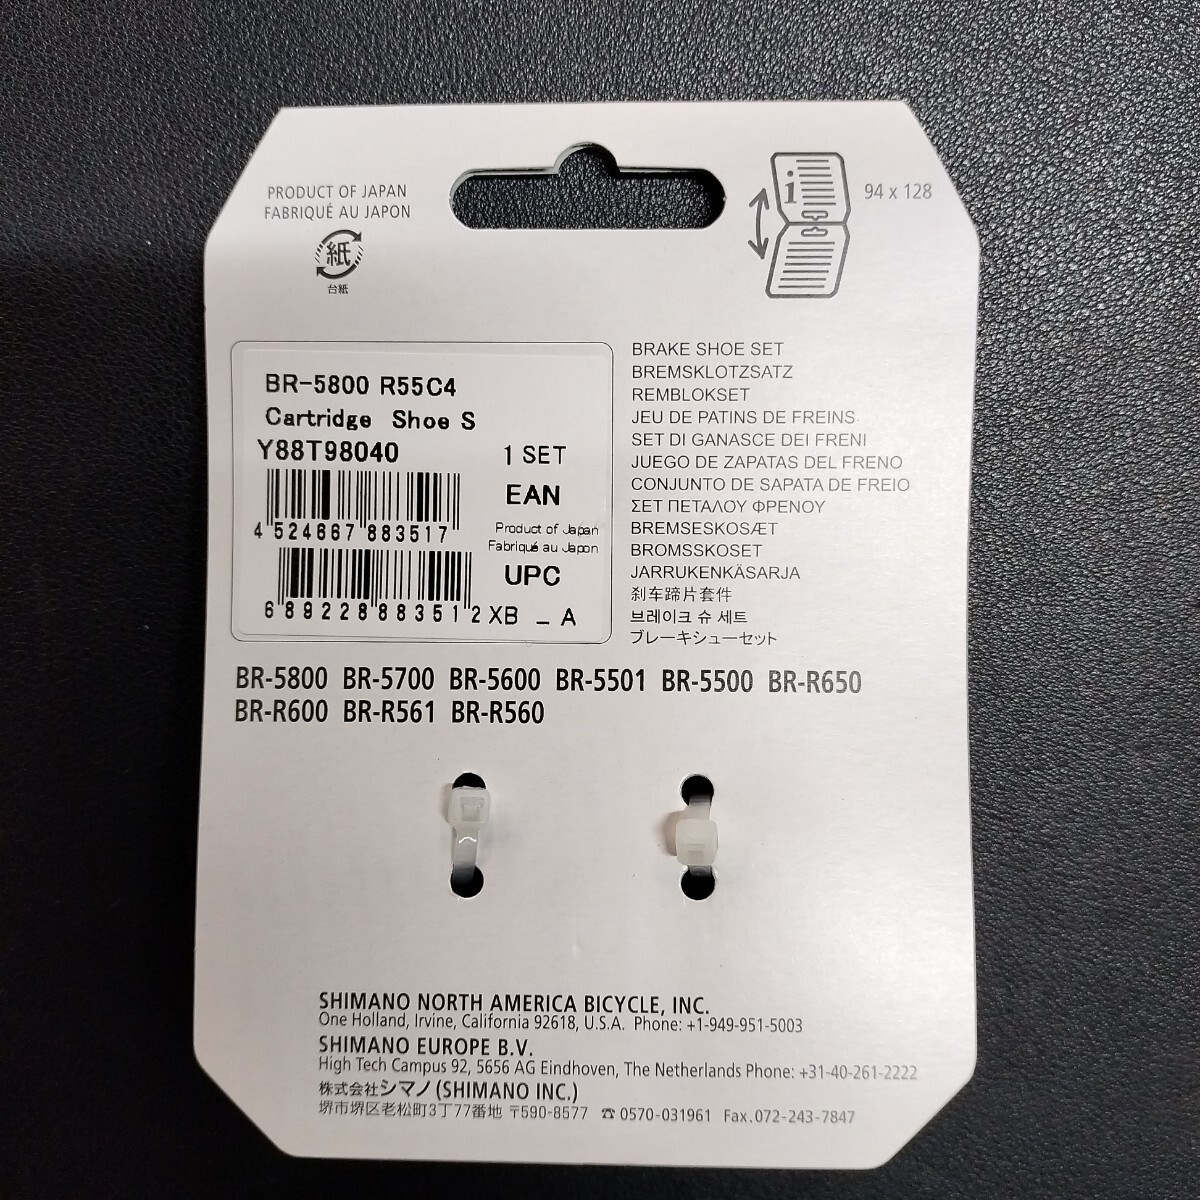 PRODUCT OF JAPAN
FABRIQUÉ AU JAPON
紙
台紙
i
94 x 128
BR-5800 R55C4
Cartridge Shoe S
Y88T98040
1 SET
EAN
4 524667 883517
Product of Japan
Fabriqué au Japon
UPC
6 89228 88351 2
XB _ A
BRAKE SHOE SET
BREMSKLOTZSATZ
REMBLOKSET
JEU DE PATINS DE FREINS
SET DI GANASCE DEI FRENI
JUEGO DE ZAPATAS DEL FRENO
CONJUNTO DE SAPATA DE FREIO
ΣΕΤ ΠΕΤΑΛΟΥ ΦΡΕΝΟΥ
BREMSESKOSÆT
BROMSSKOSET
JARRUKENKÄSARJA
刹车蹄片套件
브레이크 슈 세트
ブレーキシューセット
BR-5800 BR-5700 BR-5600 BR-5501 BR-5500 BR-R650
BR-R600 BR-R561 BR-R560
SHIMANO NORTH AMERICA BICYCLE, INC.
One Holland, Irvine, California 92618, U.S.A. Phone: +1-949-951-5003
SHIMANO EUROPE B.V.
High Tech Campus 92, 5656 AG Eindhoven, The Netherlands Phone: +31-40-261-2222
株式会社シマノ (SHIMANO INC.)
堺市堺区老松町3丁77番地 〒590-8577 ☎ 0570-031961 Fax.072-243-7847